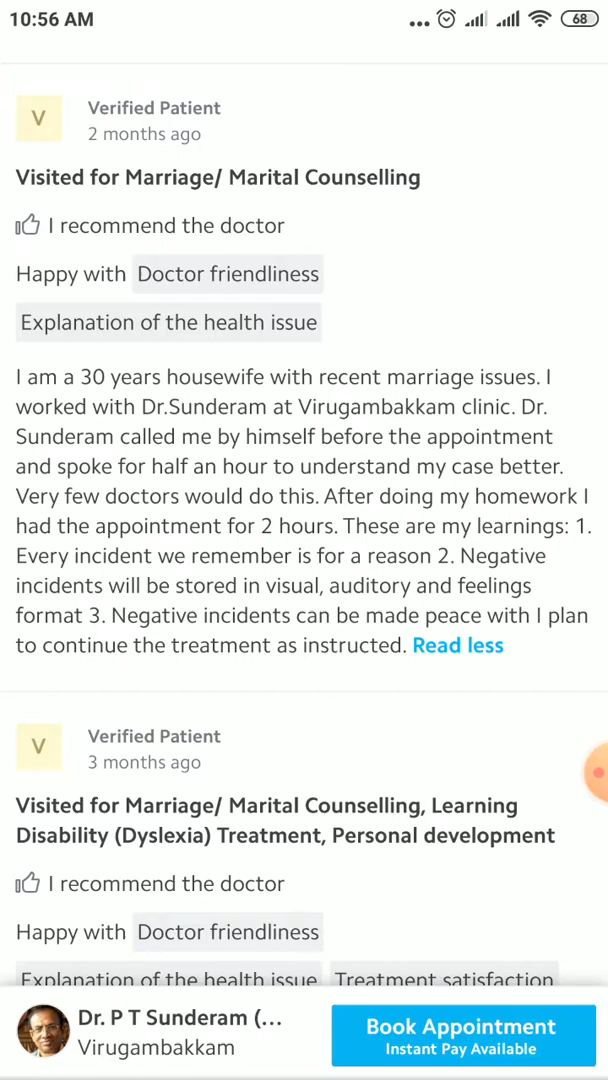 10:56 AM
68
V
Verified Patient
2 months ago
Visited for Marriage/ Marital Counselling
I recommend the doctor
Happy with Doctor friendliness
Explanation of the health issue
I am a 30 years housewife with recent marriage issues. I
worked with Dr.Sunderam at Virugambakkam clinic. Dr.
Sunderam called me by himself before the appointment
and spoke for half an hour to understand my case better.
Very few doctors would do this. After doing my homework I
had the appointment for 2 hours. These are my learnings: 1.
Every incident we remember is for a reason 2. Negative
incidents will be stored in visual, auditory and feelings
format 3. Negative incidents can be made peace with I plan
to continue the treatment as instructed. Read less
V
Verified Patient
3 months ago
Visited for Marriage/ Marital Counselling, Learning
Disability (Dyslexia) Treatment, Personal development
I recommend the doctor
Happy with Doctor friendliness
Explanation of the health issue Treatment satisfaction
Dr. P T Sunderam (...
Virugambakkam
Book Appointment
Instant Pay Available